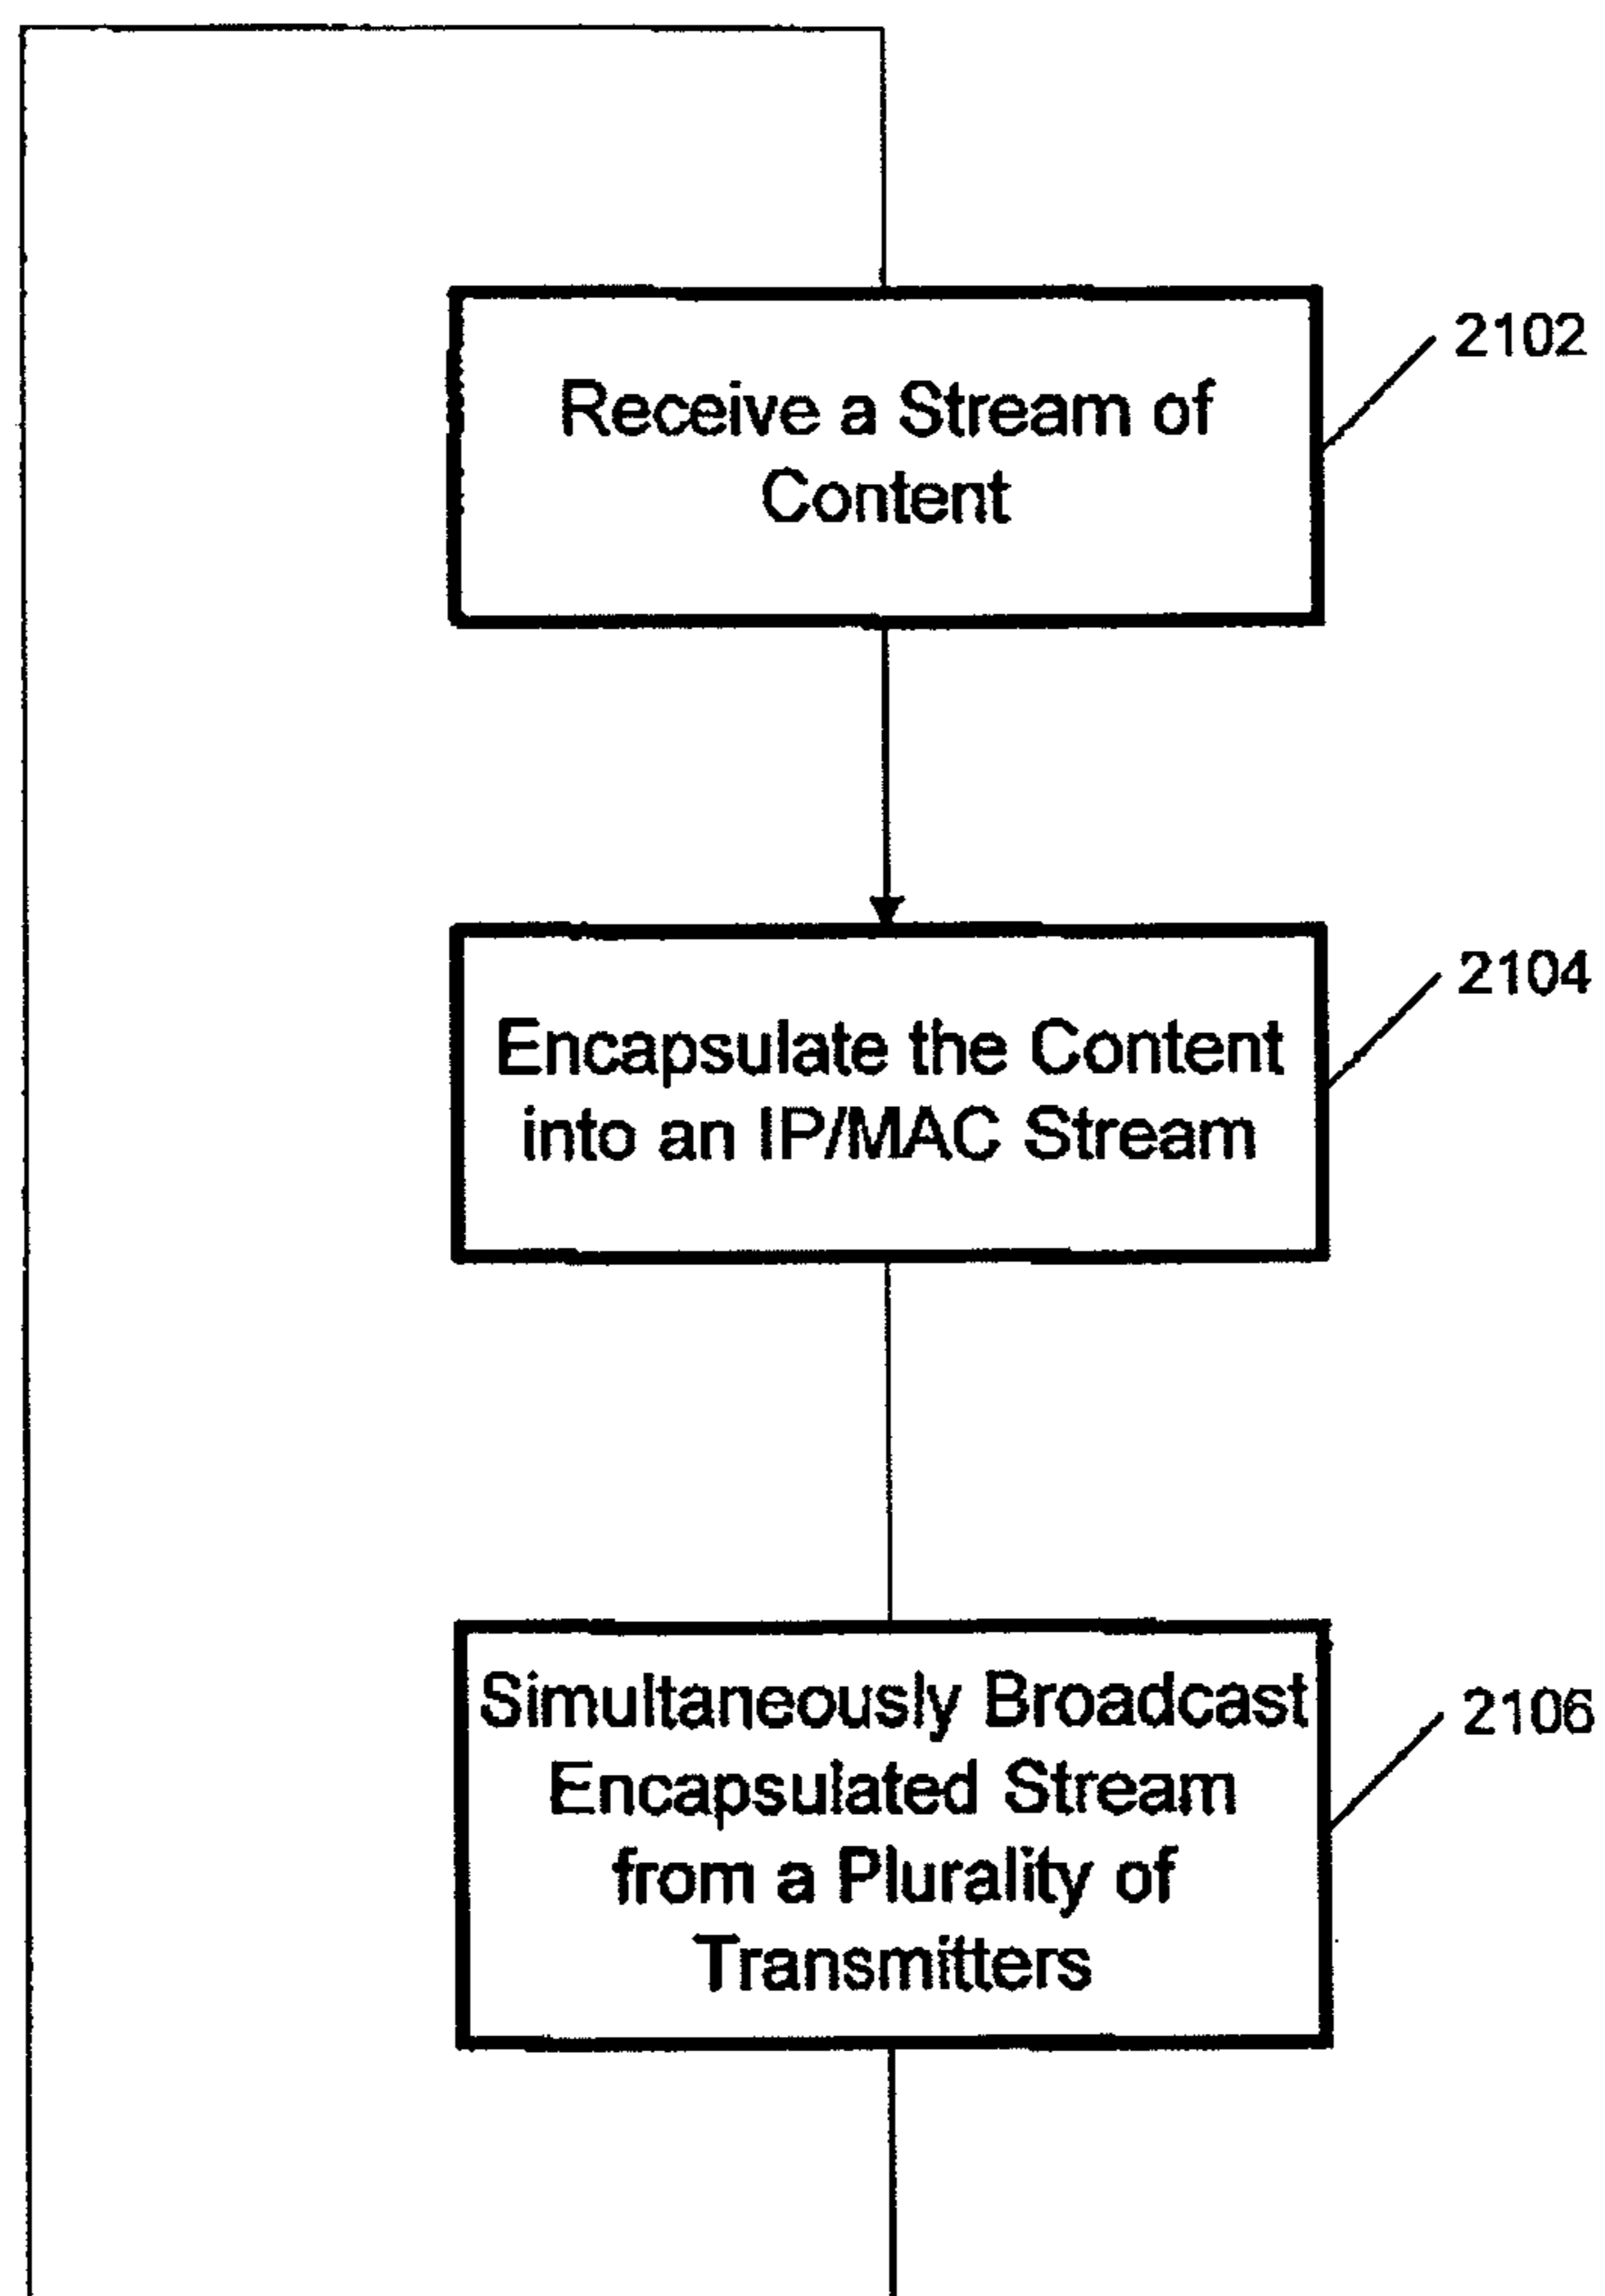 2102
Receive a Stream of
Content
2104
Encapsulate the Content
into an IP/MAC Stream
2106
Simultaneously Broadcast
Encapsulated Stream
from a Plurality of
Transmitters